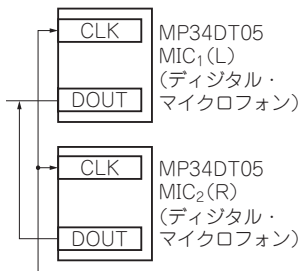 CLK
DOUT
MP34DT05
MIC₁(L)
(ディジタル・
マイクロフォン)
CLK
DOUT
MP34DT05
MIC₂(R)
(ディジタル・
マイクロフォン)